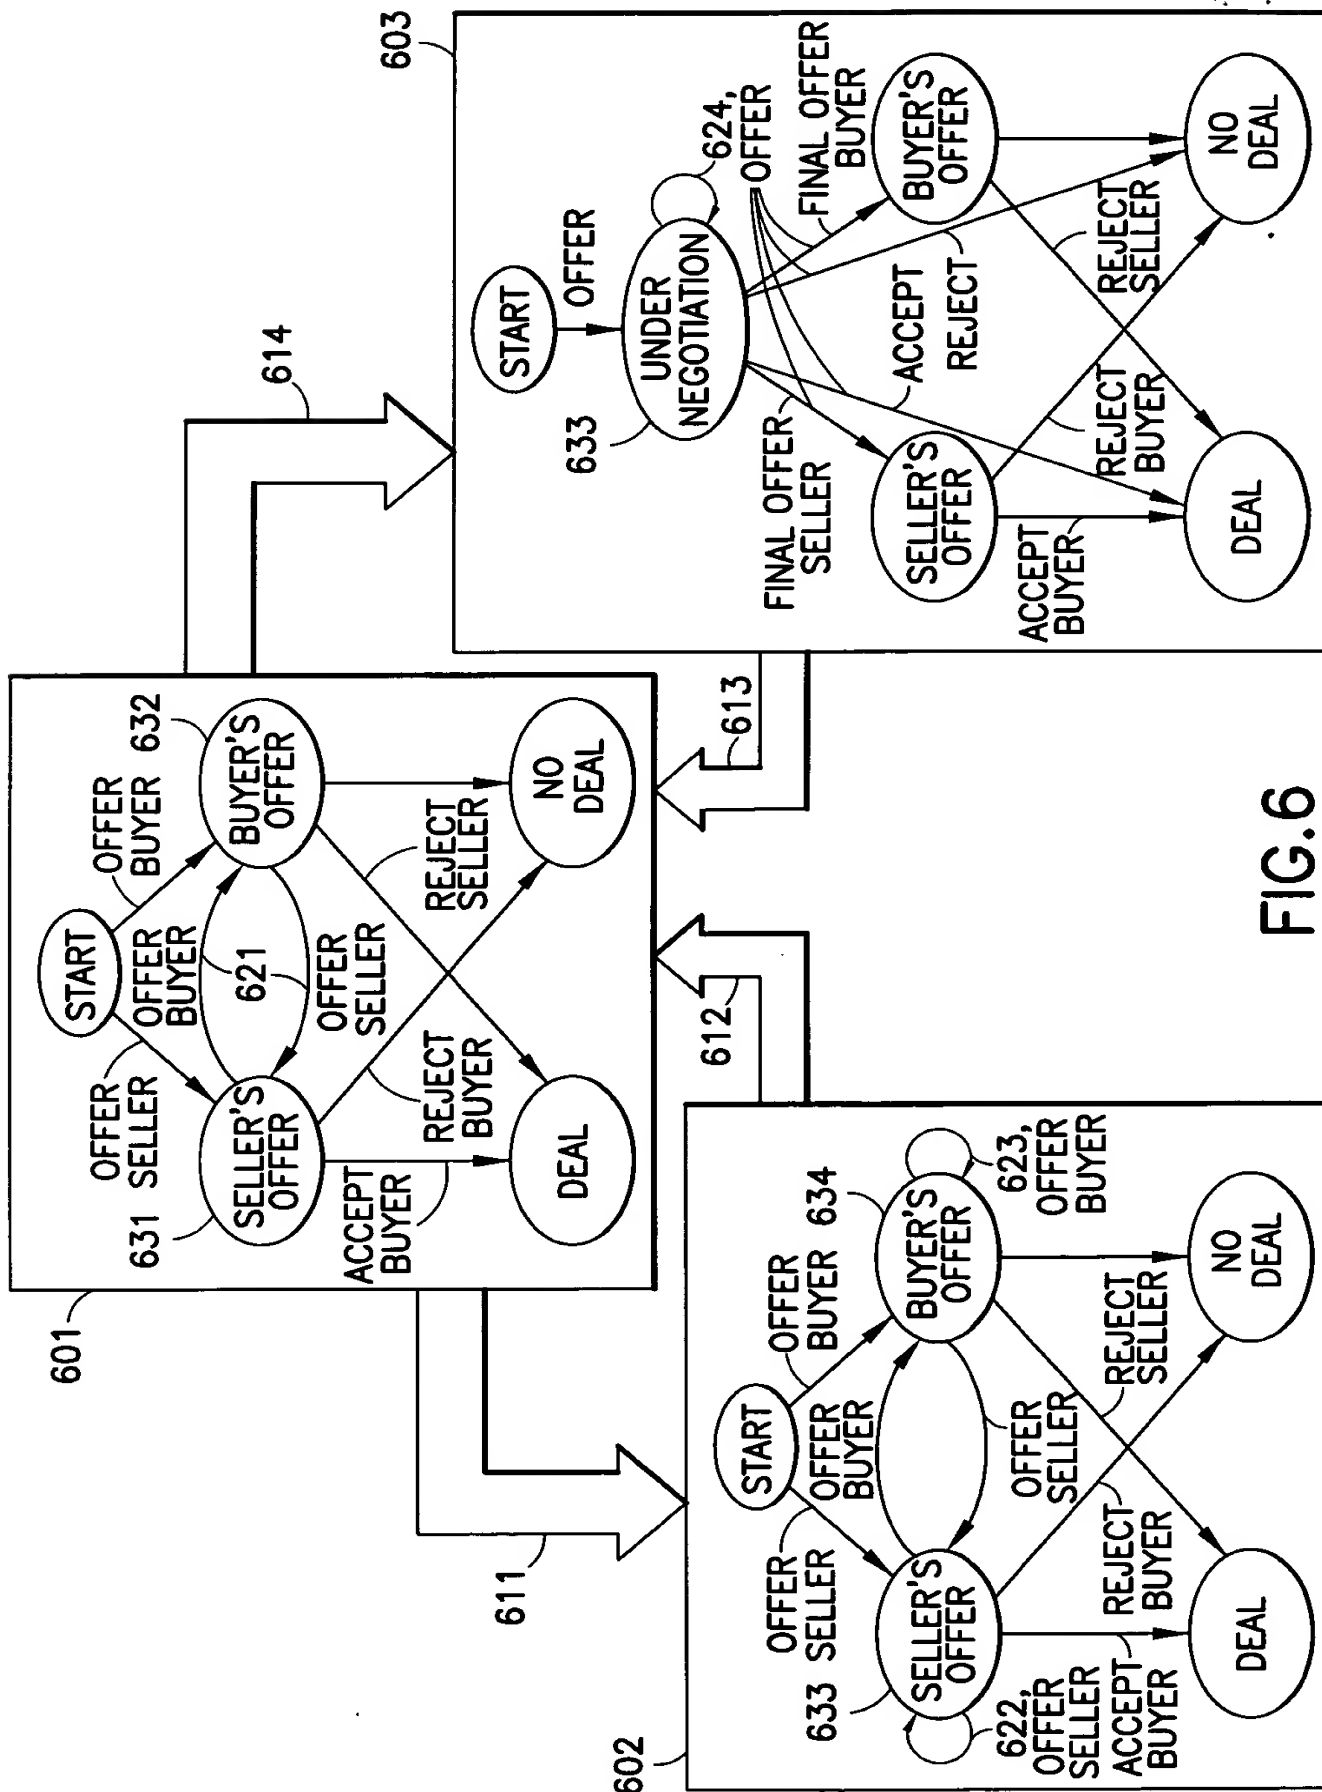 601
START
OFFER
SELLER
OFFER
BUYER
OFFER
BUYER
621
OFFER
SELLER
631
SELLER'S
OFFER
632
BUYER'S
OFFER
ACCEPT
BUYER
REJECT
BUYER
REJECT
SELLER
DEAL
NO
DEAL
611
612
613
614
602
START
OFFER
SELLER
OFFER
BUYER
OFFER
BUYER
OFFER
SELLER
633
SELLER'S
OFFER
634
BUYER'S
OFFER
622,
OFFER
SELLER
623,
OFFER
BUYER
ACCEPT
BUYER
REJECT
BUYER
REJECT
SELLER
DEAL
NO
DEAL
603
START
OFFER
633
UNDER
NEGOTIATION
624,
OFFER
FINAL OFFER
SELLER
FINAL OFFER
BUYER
ACCEPT
REJECT
SELLER'S
OFFER
BUYER'S
OFFER
ACCEPT
BUYER
REJECT
BUYER
REJECT
SELLER
DEAL
NO
DEAL
FIG.6